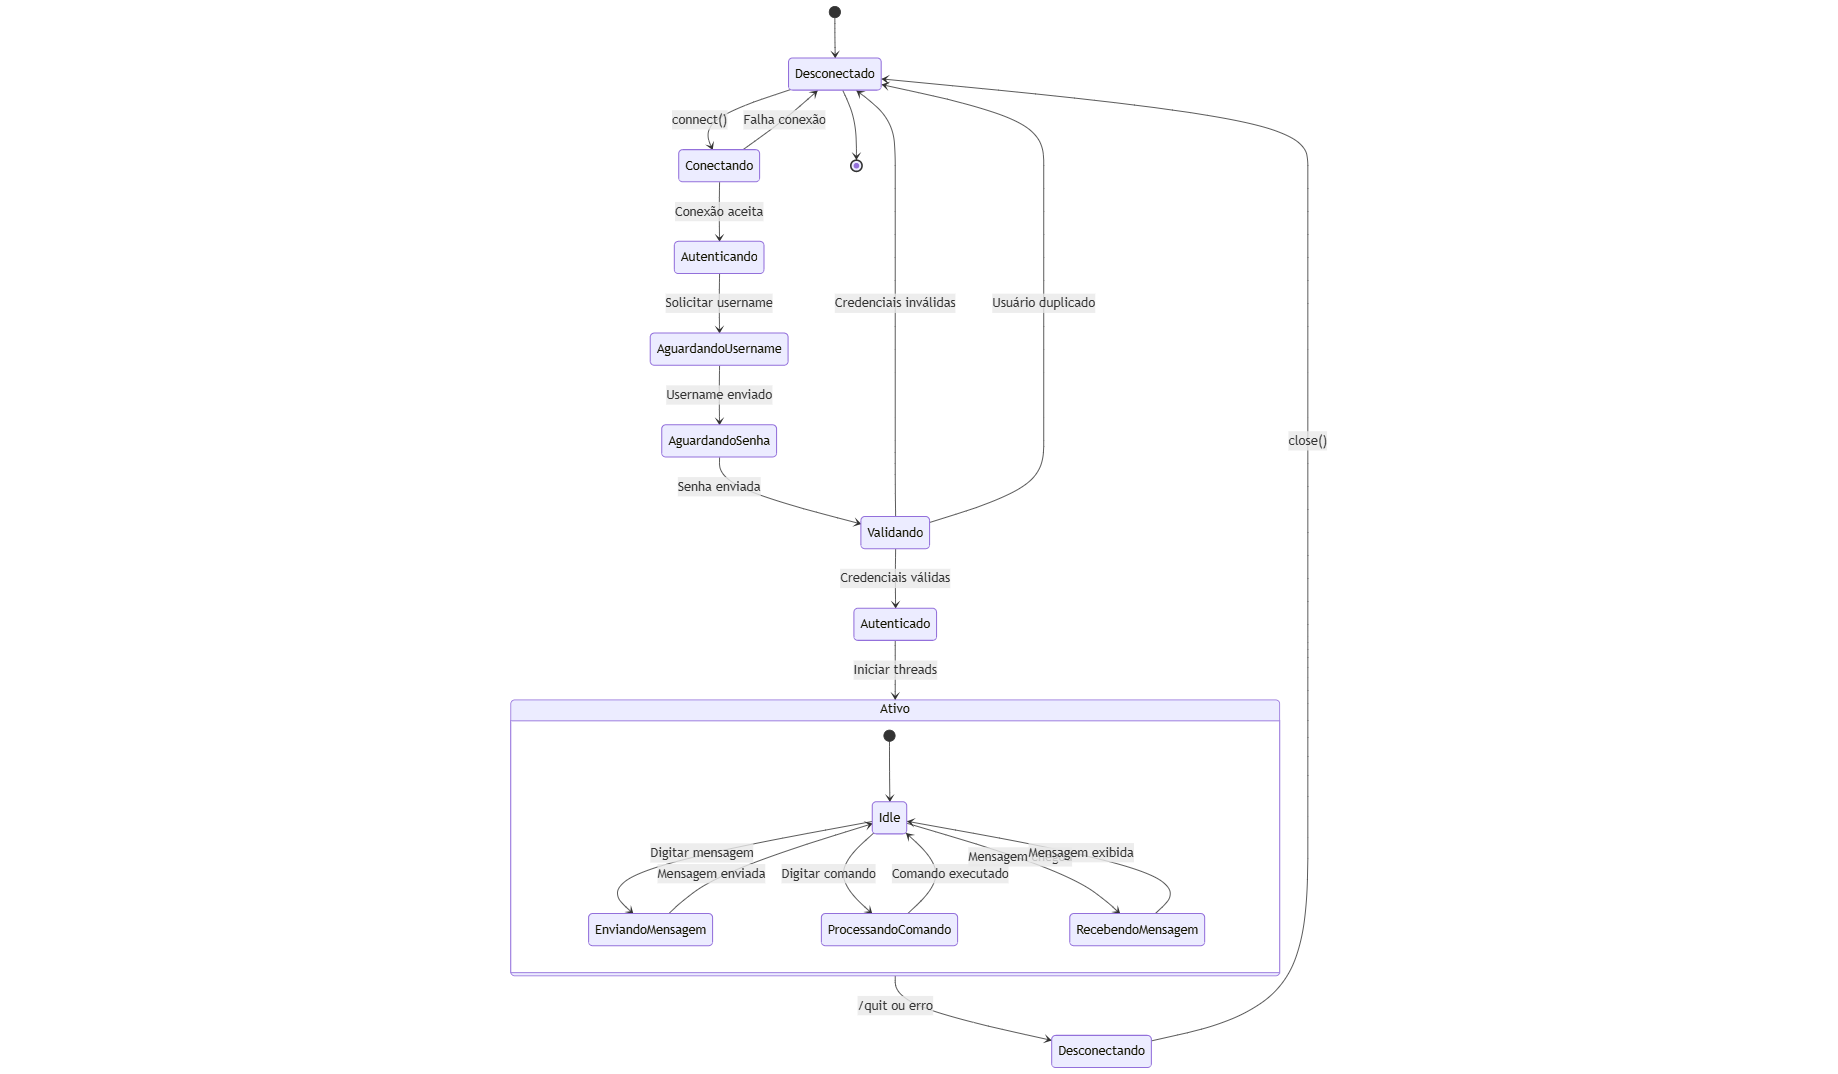 Desconectado
connect()
Falha conexão
Conectando
Conexão aceita
Autenticando
Solicitar username
Credenciais inválidas
Usuário duplicado
AguardandoUsername
Username enviado
AguardandoSenha
close()
Senha enviada
Validando
Credenciais válidas
Autenticado
Iniciar threads
Ativo
Idle
Digitar mensagem
Mensagem
Mensagem exibida
Mensagem enviada
Digitar comando
Comando executado
EnviandoMensagem
ProcessandoComando
RecebendoMensagem
/quit ou erro
Desconectando